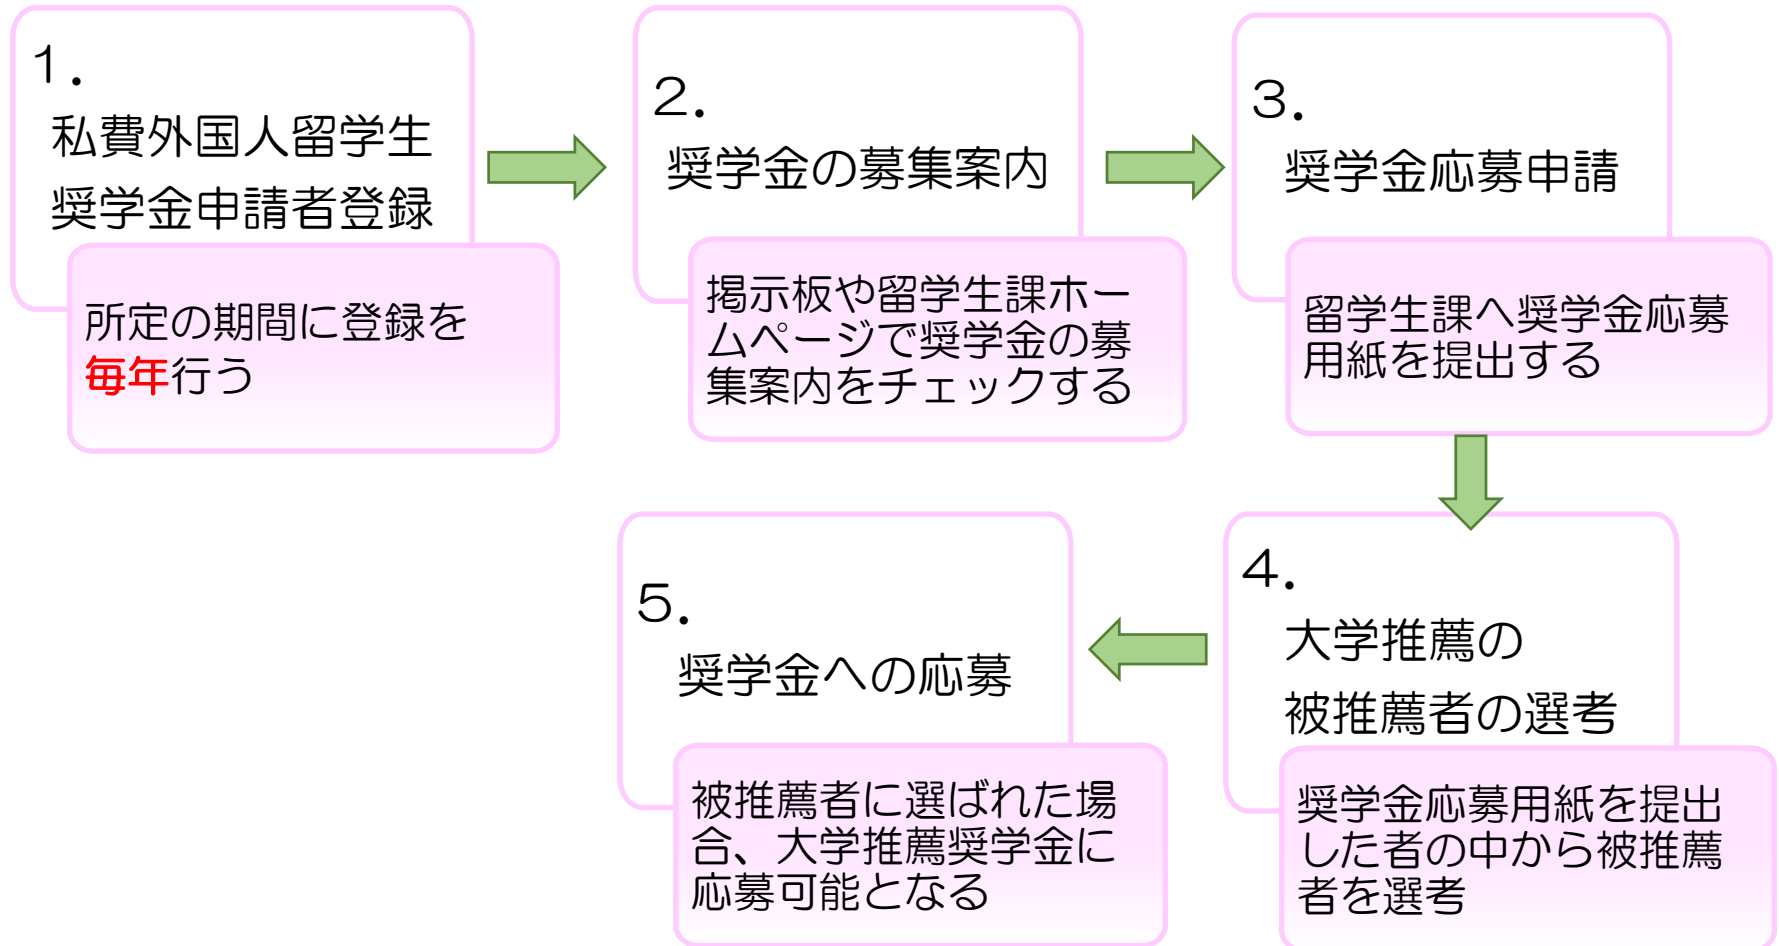 １．
私費外国人留学生
奨学金申請者登録
所定の期間に登録を
毎年行う
２．
奨学金の募集案内
掲示板や留学生課ホー
ムページで奨学金の募
集案内をチェックする
３．
奨学金応募申請
留学生課へ奨学金応募
用紙を提出する
４．
大学推薦の
被推薦者の選考
奨学金応募用紙を提出
した者の中から被推薦
者を選考
５．
奨学金への応募
被推薦者に選ばれた場
合、大学推薦奨学金に
応募可能となる